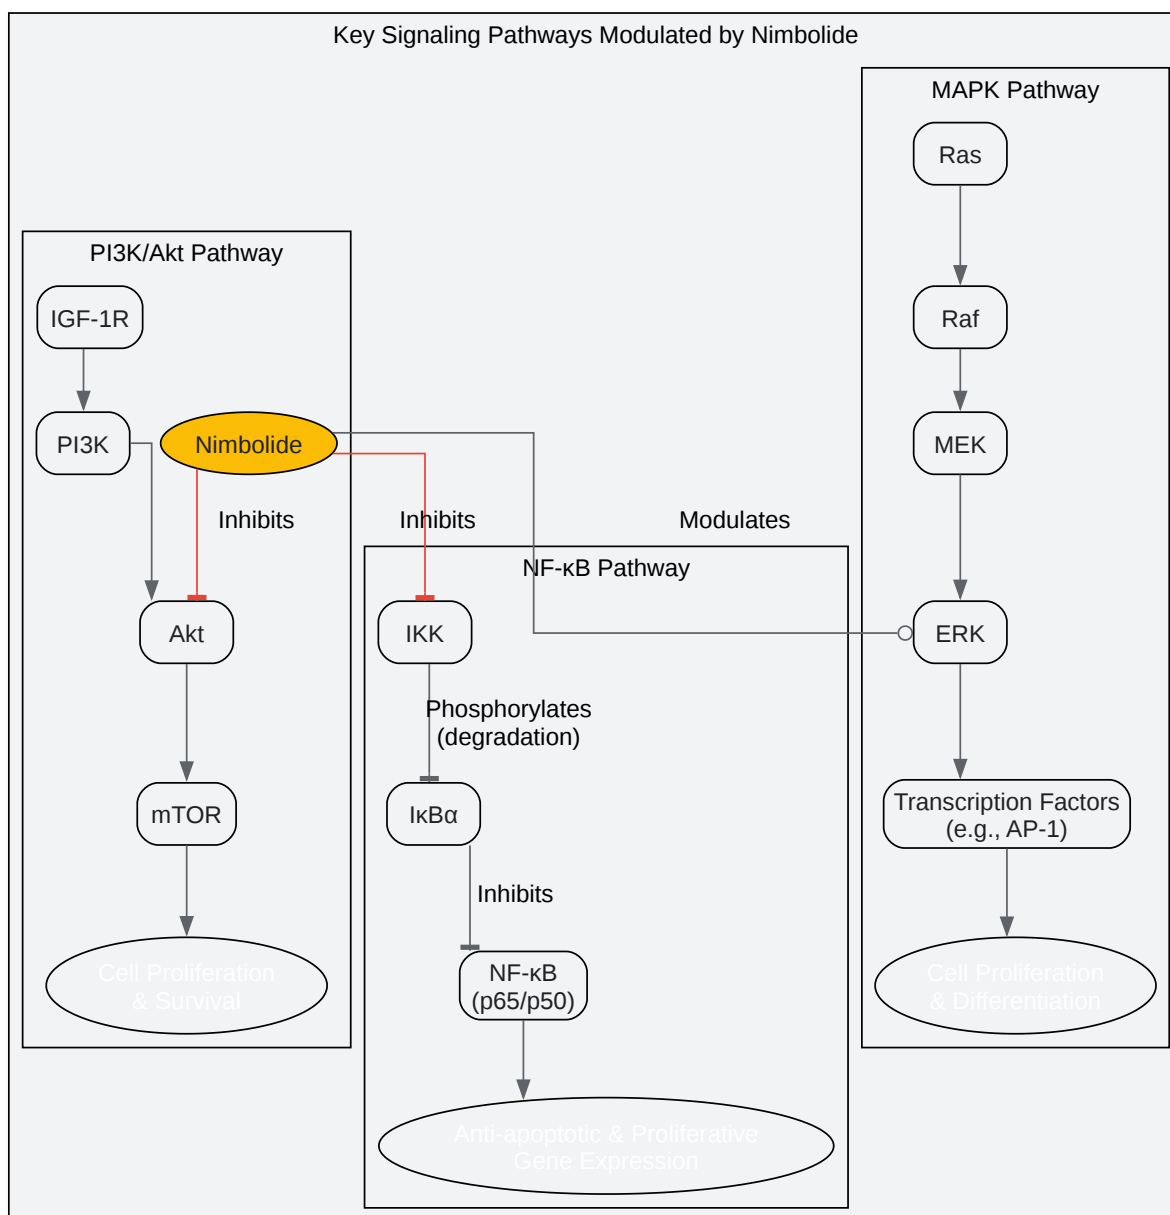 Key Signaling Pathways Modulated by Nimbolide
MAPK Pathway
Ras
PI3K/Akt Pathway
IGF-1R
Raf
PI3K
Nimbolide
MEK
Inhibits
Inhibits
Modulates
NF-κB Pathway
Akt
IKK
ERK
Phosphorylates
(degradation)
mTOR
IκBα
Transcription Factors
(e.g., AP-1)
Inhibits
Cell Proliferation
& Survival
NF-κB
(p65/p50)
Cell Proliferation
& Differentiation
Anti-apoptotic & Proliferative
Gene Expression